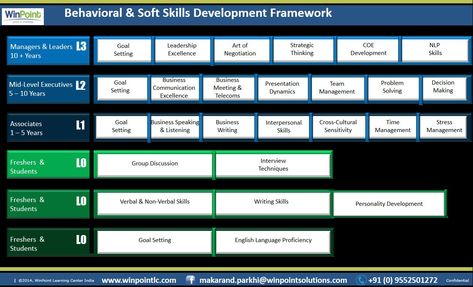 WinPoint
Behavioral & Soft Skills Development Framework
Managers & Leaders
10 + Years
L3
Goal
Setting
Leadership
Excellence
Art of
Negotiation
Strategic
Thinking
COE
Development
NLP
Skills
Mid-Level Executives
5 – 10 Years
L2
Goal
Setting
Business
Communication
Excellence
Business
Meeting &
Telecoms
Presentation
Dynamics
Team
Management
Problem
Solving
Decision
Making
Associates
1 – 5 Years
L1
Goal
Setting
Business Speaking
& Listening
Business
Writing
Interpersonal
Skills
Cross-Cultural
Sensitivity
Time
Management
Stress
Management
Freshers &
Students
L0
Group Discussion
Interview
Techniques
Freshers &
Students
L0
Verbal & Non-Verbal Skills
Writing Skills
Personality Development
Freshers &
Students
L0
Goal Setting
English Language Proficiency
| ©2014, WinPoint Learning Center India
www.winpointlc.com
makarand.parkhi@winpointsolutions.com
+91 (0) 9552501272
Confidential